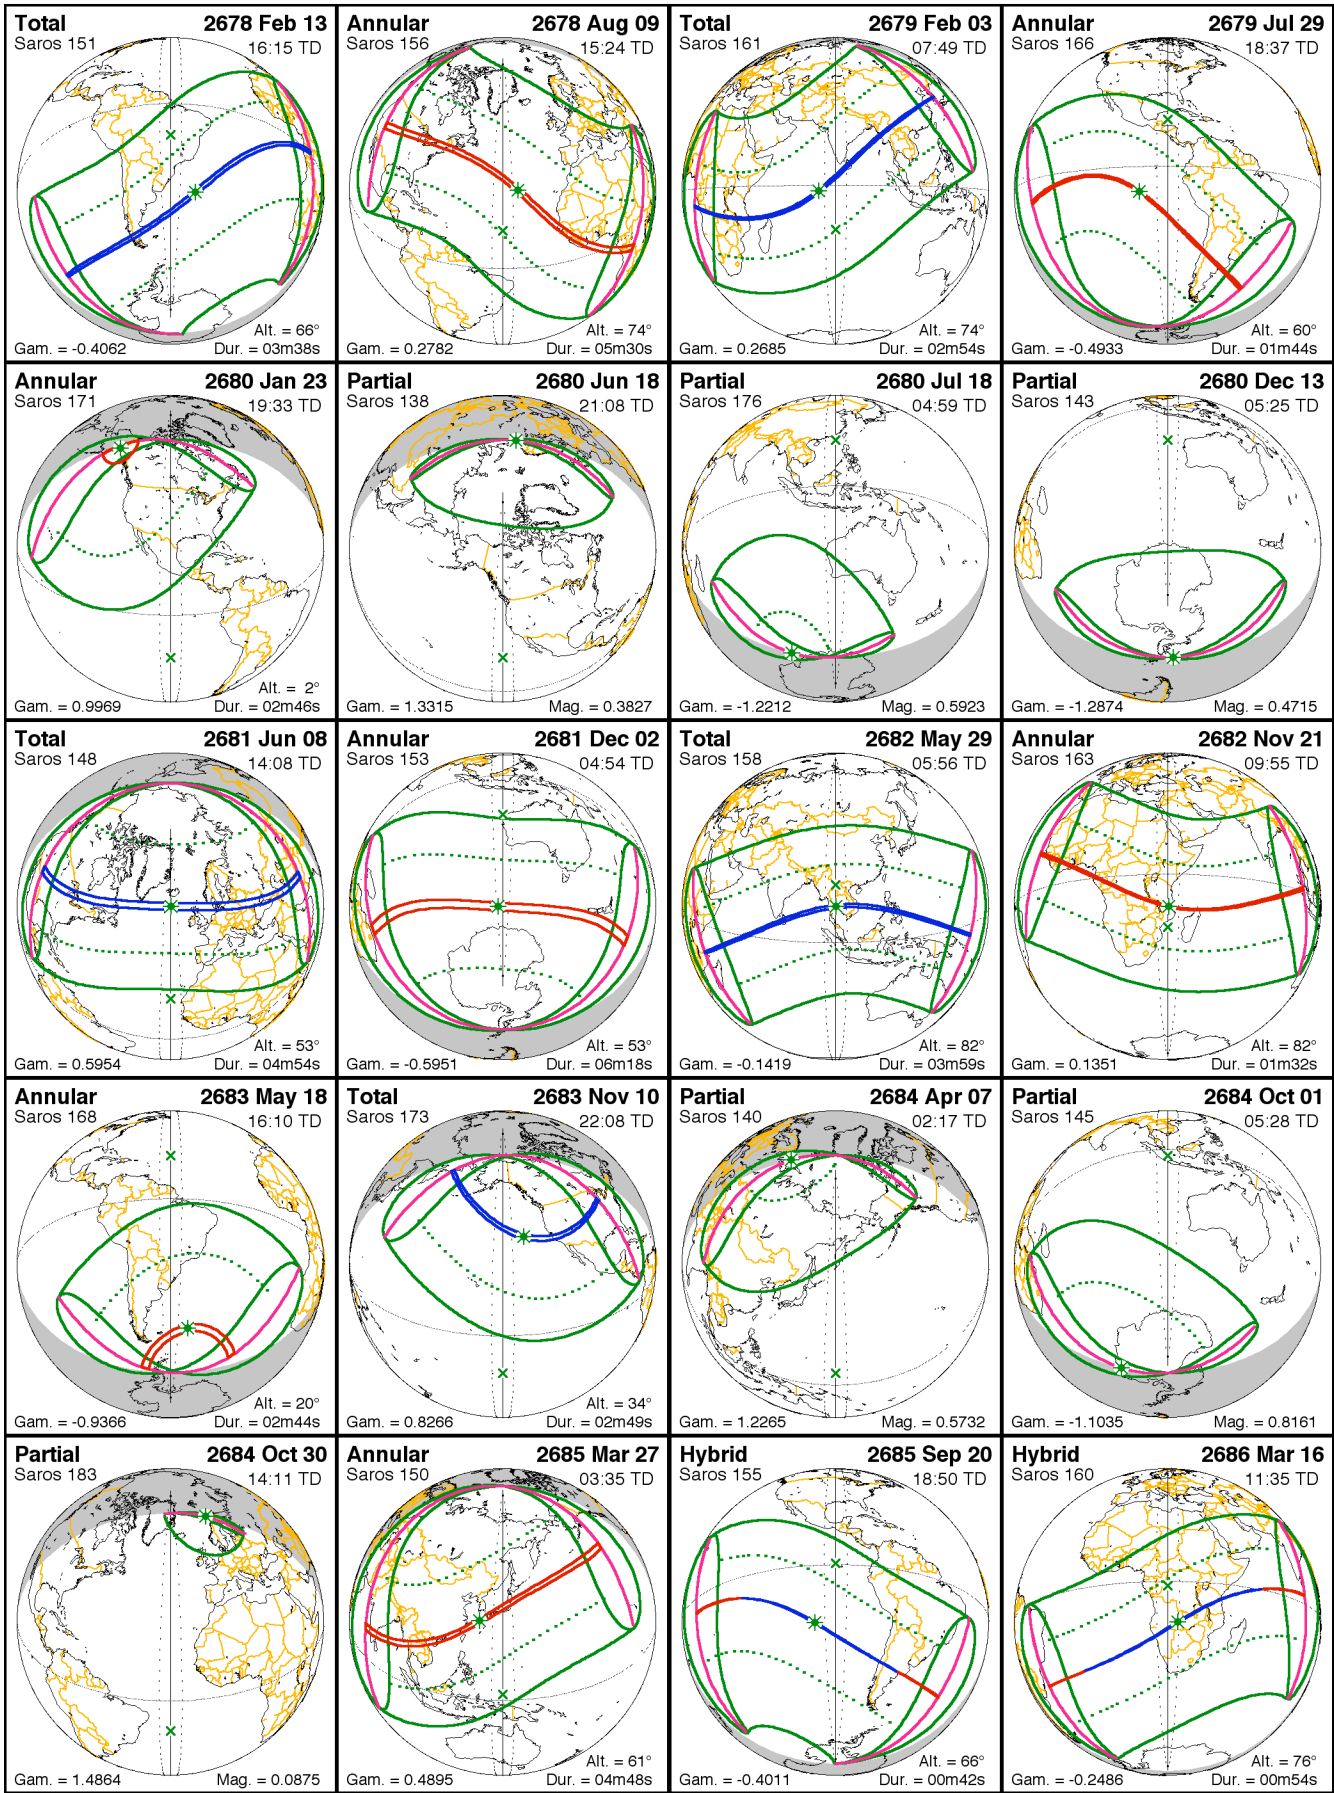 Total 2678 Feb 13
Saros 151 16:15 TD
Alt. = 66°
Gam. = -0.4062 Dur. = 03m38s
Annular 2678 Aug 09
Saros 156 15:24 TD
Alt. = 74°
Gam. = 0.2782 Dur. = 05m30s
Total 2679 Feb 03
Saros 161 07:49 TD
Alt. = 74°
Gam. = 0.2685 Dur. = 02m54s
Annular 2679 Jul 29
Saros 166 18:37 TD
Alt. = 60°
Gam. = -0.4933 Dur. = 01m44s
Annular 2680 Jan 23
Saros 171 19:33 TD
Alt. = 2°
Gam. = 0.9969 Dur. = 02m46s
Partial 2680 Jun 18
Saros 138 21:08 TD
Gam. = 1.3315 Mag. = 0.3827
Partial 2680 Jul 18
Saros 176 04:59 TD
Gam. = -1.2212 Mag. = 0.5923
Partial 2680 Dec 13
Saros 143 05:25 TD
Gam. = -1.2874 Mag. = 0.4715
Total 2681 Jun 08
Saros 148 14:08 TD
Alt. = 53°
Gam. = 0.5954 Dur. = 04m54s
Annular 2681 Dec 02
Saros 153 04:54 TD
Alt. = 53°
Gam. = -0.5951 Dur. = 06m18s
Total 2682 May 29
Saros 158 05:56 TD
Alt. = 82°
Gam. = -0.1419 Dur. = 03m59s
Annular 2682 Nov 21
Saros 163 09:55 TD
Alt. = 82°
Gam. = 0.1351 Dur. = 01m32s
Annular 2683 May 18
Saros 168 16:10 TD
Alt. = 20°
Gam. = -0.9366 Dur. = 02m44s
Total 2683 Nov 10
Saros 173 22:08 TD
Alt. = 34°
Gam. = 0.8266 Dur. = 02m49s
Partial 2684 Apr 07
Saros 140 02:17 TD
Gam. = 1.2265 Mag. = 0.5732
Partial 2684 Oct 01
Saros 145 05:28 TD
Gam. = -1.1035 Mag. = 0.8161
Partial 2684 Oct 30
Saros 183 14:11 TD
Gam. = 1.4864 Mag. = 0.0875
Annular 2685 Mar 27
Saros 150 03:35 TD
Alt. = 61°
Gam. = 0.4895 Dur. = 04m48s
Hybrid 2685 Sep 20
Saros 155 18:50 TD
Alt. = 66°
Gam. = -0.4011 Dur. = 00m42s
Hybrid 2686 Mar 16
Saros 160 11:35 TD
Alt. = 76°
Gam. = -0.2486 Dur. = 00m54s